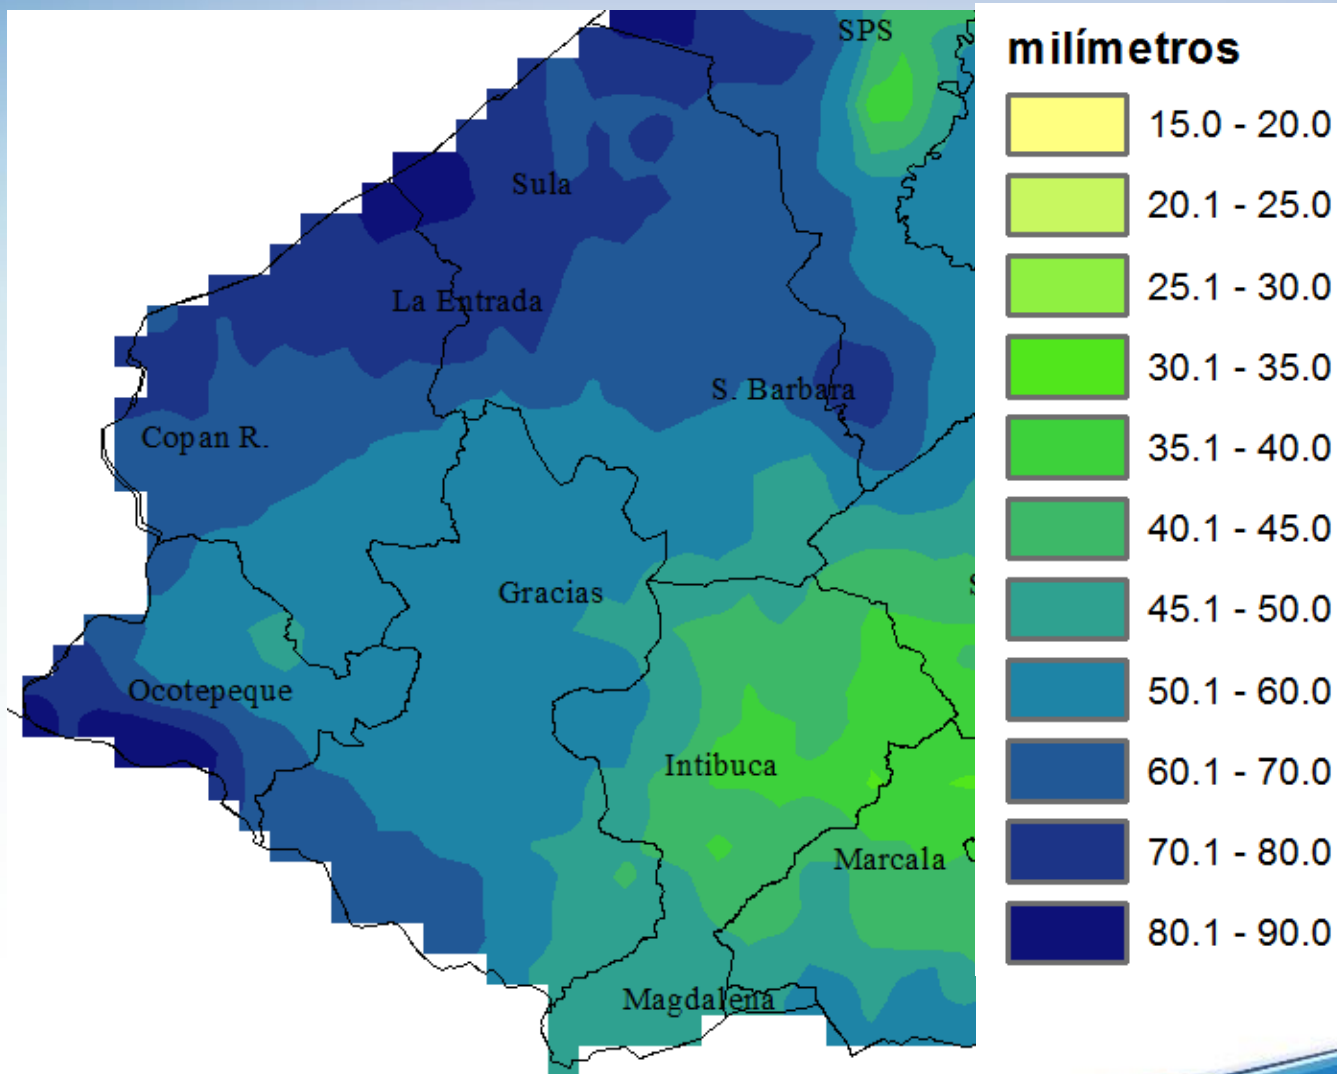 SPS
Sula
La Entrada
S. Barbara
Copan R.
Gracias
S
Ocotepeque
Intibuca
Marcala
Magdalena
milímetros
15.0 - 20.0
20.1 - 25.0
25.1 - 30.0
30.1 - 35.0
35.1 - 40.0
40.1 - 45.0
45.1 - 50.0
50.1 - 60.0
60.1 - 70.0
70.1 - 80.0
80.1 - 90.0